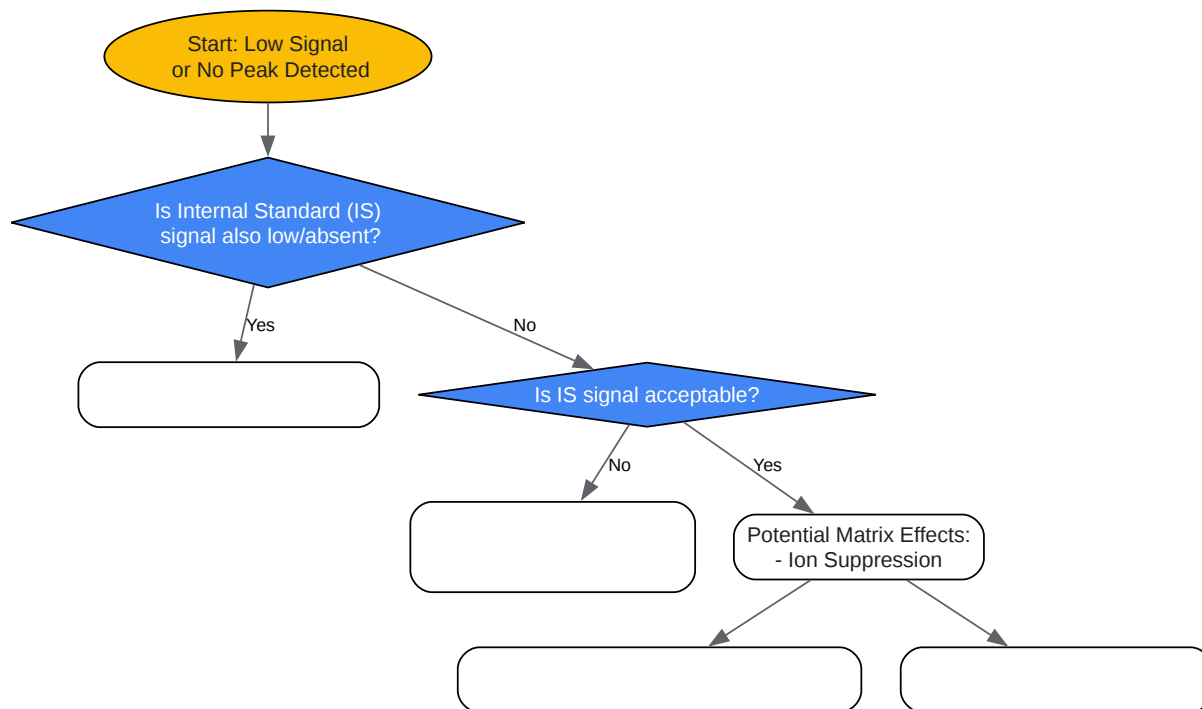 Start: Low Signal
or No Peak Detected
Is Internal Standard (IS)
signal also low/absent?
Yes
No
Is IS signal acceptable?
No
Yes
Potential Matrix Effects:
- Ion Suppression